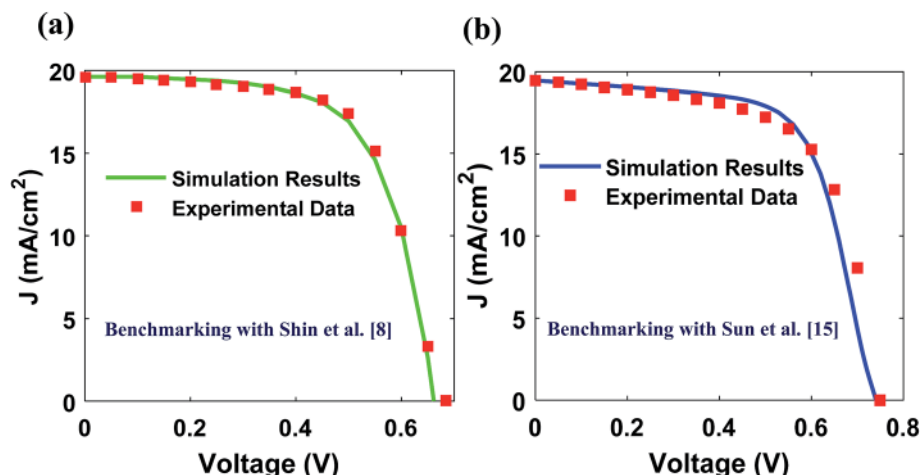 (a)
20
15
10
5
0
J (mA/cm²)
Simulation Results
Experimental Data
Benchmarking with Shin et al. [8]
0 0.2 0.4 0.6
Voltage (V)
(b)
20
15
10
5
0
J (mA/cm²)
Simulation Results
Experimental Data
Benchmarking with Sun et al. [15]
0 0.2 0.4 0.6 0.8
Voltage (V)